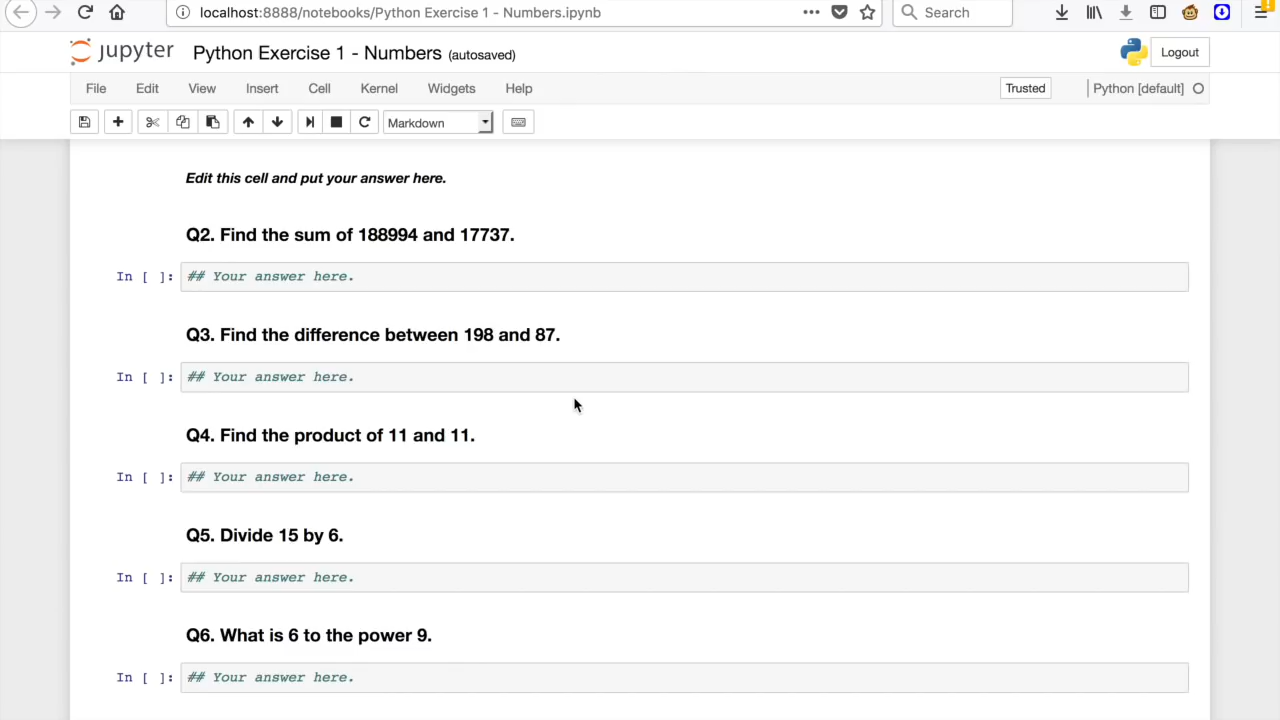 localhost:8888/notebooks/Python Exercise 1 - Numbers.ipynb
Search
jupyter Python Exercise 1 - Numbers (autosaved)
Logout
File Edit View Insert Cell Kernel Widgets Help
Trusted
Python [default]
Markdown
Edit this cell and put your answer here.
Q2. Find the sum of 188994 and 17737.
In [ ]: ## Your answer here.
Q3. Find the difference between 198 and 87.
In [ ]: ## Your answer here.
Q4. Find the product of 11 and 11.
In [ ]: ## Your answer here.
Q5. Divide 15 by 6.
In [ ]: ## Your answer here.
Q6. What is 6 to the power 9.
In [ ]: ## Your answer here.